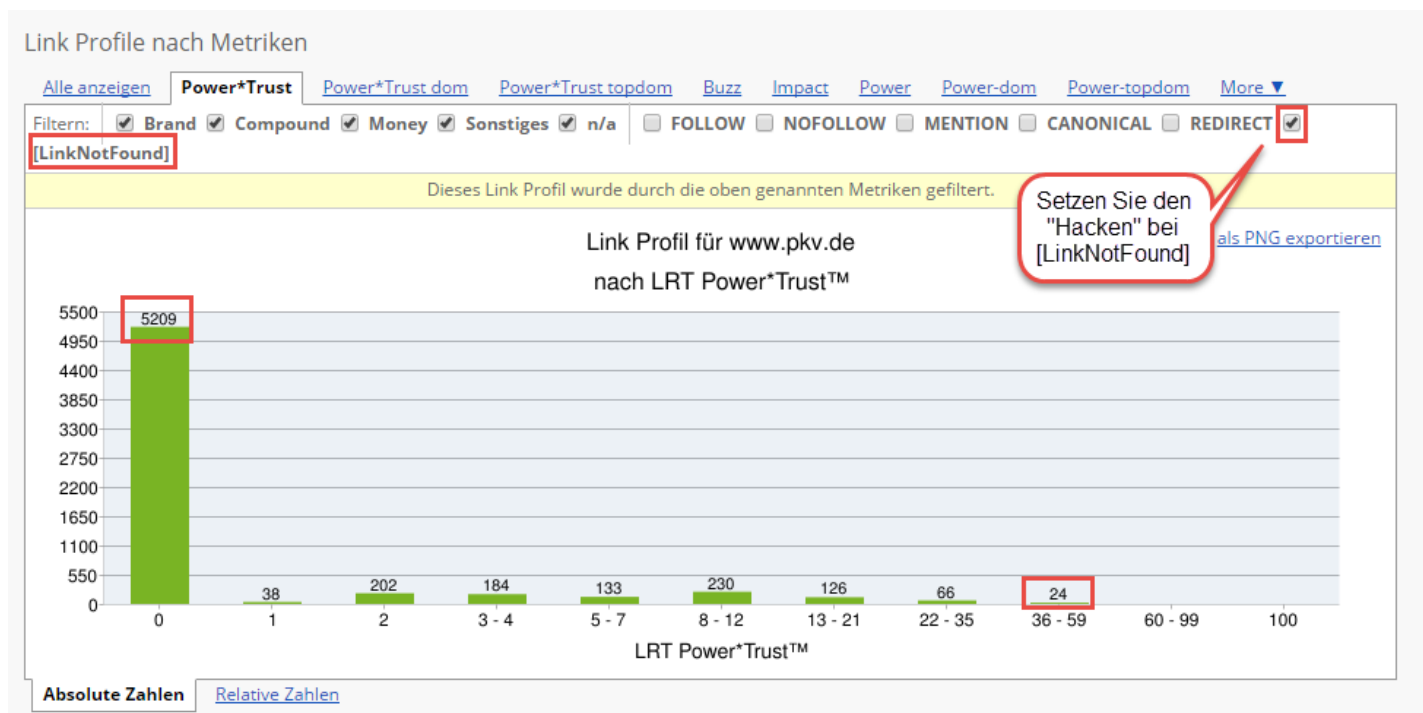 Link Profile nach Metriken
Alle anzeigen Power*Trust Power*Trust dom Power*Trust topdom Buzz Impact Power Power-dom Power-topdom More ▼
Filtern: Brand Compound Money Sonstiges n/a FOLLOW NOFOLLOW MENTION CANONICAL REDIRECT
[LinkNotFound]
Dieses Link Profil wurde durch die oben genannten Metriken gefiltert.
Setzen Sie den
"Hacken" bei
[LinkNotFound]
als PNG exportieren
Link Profil für www.pkv.de
nach LRT Power*Trust™
5500
4950
4400
3850
3300
2750
2200
1650
1100
550
0
5209 38 202 184 133 230 126 66 24
0 1 2 3 - 4 5 - 7 8 - 12 13 - 21 22 - 35 36 - 59 60 - 99 100
LRT Power*Trust™
Absolute Zahlen Relative Zahlen